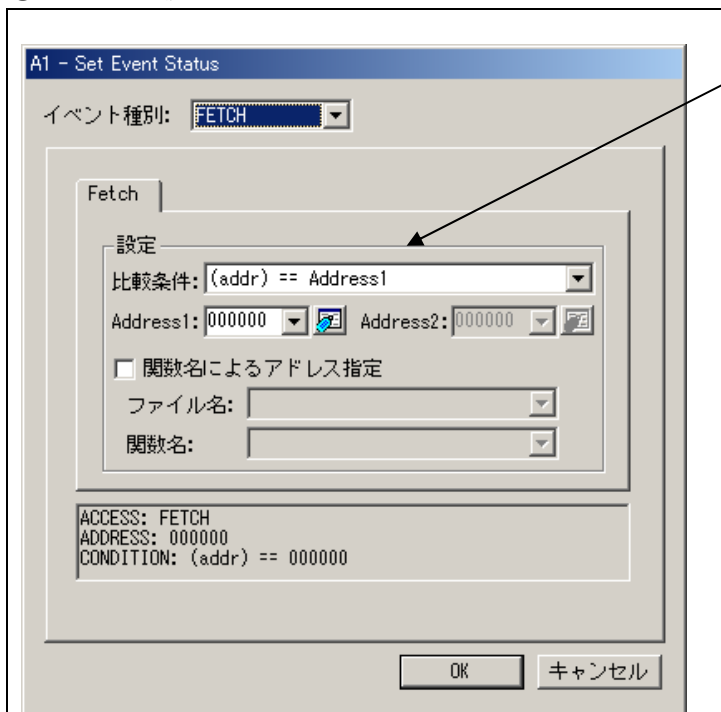 A1 - Set Event Status
イベント種別: FETCH
Fetch
設定
比較条件: (addr) == Address1
Address1: 000000 Address2: 000000
関数名によるアドレス指定
ファイル名:
関数名:
ACCESS: FETCH
ADDRESS: 000000
CONDITION: (addr) == 000000
OK キャンセル